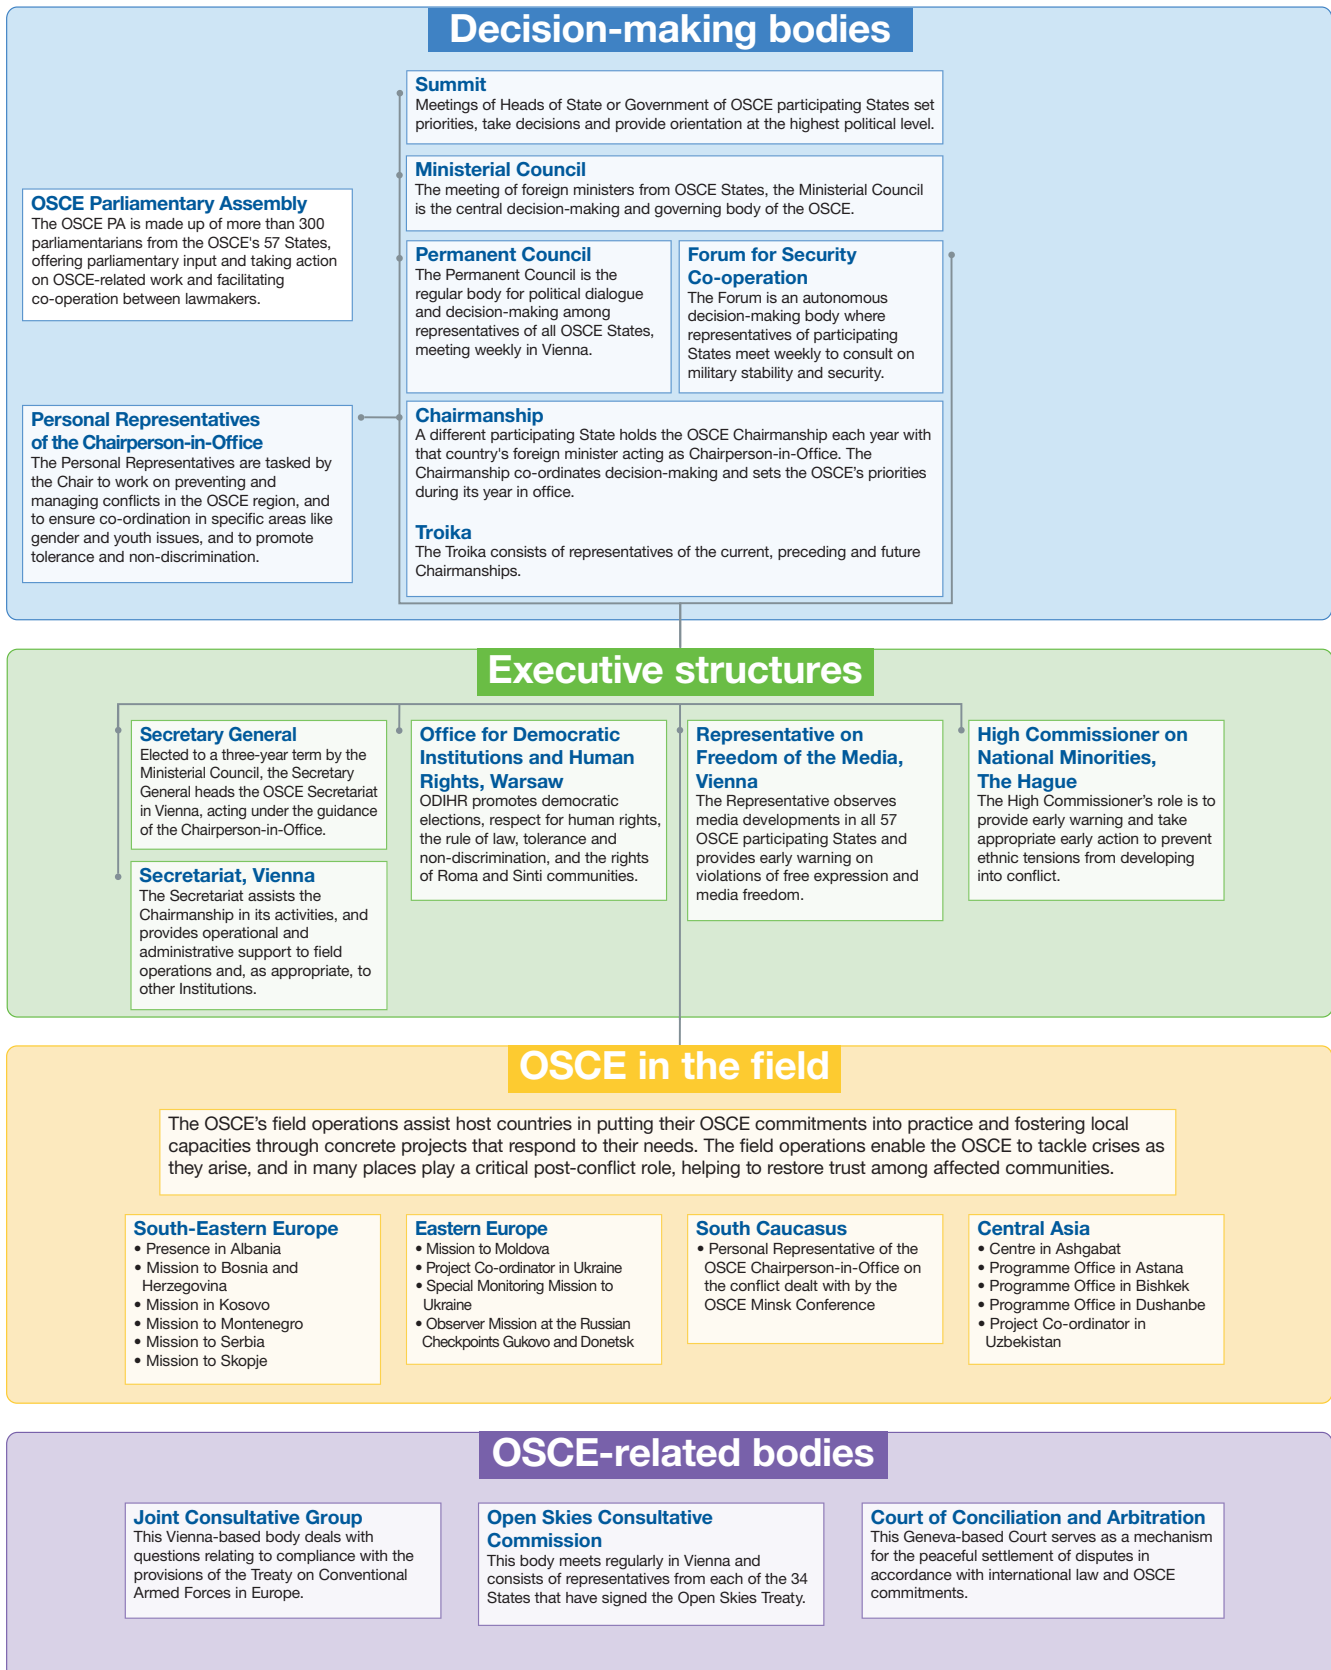 Decision-making bodies
Summit
Meetings of Heads of State or Government of OSCE participating States set
priorities, take decisions and provide orientation at the highest political level.
Ministerial Council
The meeting of foreign ministers from OSCE States, the Ministerial Council
is the central decision-making and governing body of the OSCE.
OSCE Parliamentary Assembly
The OSCE PA is made up of more than 300
parliamentarians from the OSCE's 57 States,
offering parliamentary input and taking action
on OSCE-related work and facilitating
co-operation between lawmakers.
Permanent Council
The Permanent Council is the
regular body for political dialogue
and decision-making among
representatives of all OSCE States,
meeting weekly in Vienna.
Forum for Security
Co-operation
The Forum is an autonomous
decision-making body where
representatives of participating
States meet weekly to consult on
military stability and security.
Personal Representatives
of the Chairperson-in-Office
The Personal Representatives are tasked by
the Chair to work on preventing and
managing conflicts in the OSCE region, and
to ensure co-ordination in specific areas like
gender and youth issues, and to promote
tolerance and non-discrimination.
Chairmanship
A different participating State holds the OSCE Chairmanship each year with
that country's foreign minister acting as Chairperson-in-Office. The
Chairmanship co-ordinates decision-making and sets the OSCE's priorities
during its year in office.
Troika
The Troika consists of representatives of the current, preceding and future
Chairmanships.
Executive structures
Secretary General
Elected to a three-year term by the
Ministerial Council, the Secretary
General heads the OSCE Secretariat
in Vienna, acting under the guidance
of the Chairperson-in-Office.
Secretariat, Vienna
The Secretariat assists the
Chairmanship in its activities, and
provides operational and
administrative support to field
operations and, as appropriate, to
other Institutions.
Office for Democratic
Institutions and Human
Rights, Warsaw
ODIHR promotes democratic
elections, respect for human rights,
the rule of law, tolerance and
non-discrimination, and the rights
of Roma and Sinti communities.
Representative on
Freedom of the Media,
Vienna
The Representative observes
media developments in all 57
OSCE participating States and
provides early warning on
violations of free expression and
media freedom.
High Commissioner on
National Minorities,
The Hague
The High Commissioner's role is to
provide early warning and take
appropriate early action to prevent
ethnic tensions from developing
into conflict.
OSCE in the field
The OSCE's field operations assist host countries in putting their OSCE commitments into practice and fostering local
capacities through concrete projects that respond to their needs. The field operations enable the OSCE to tackle crises as
they arise, and in many places play a critical post-conflict role, helping to restore trust among affected communities.
South-Eastern Europe
• Presence in Albania
• Mission to Bosnia and
Herzegovina
• Mission in Kosovo
• Mission to Montenegro
• Mission to Serbia
• Mission to Skopje
Eastern Europe
• Mission to Moldova
• Project Co-ordinator in Ukraine
• Special Monitoring Mission to
Ukraine
• Observer Mission at the Russian
Checkpoints Gukovo and Donetsk
South Caucasus
• Personal Representative of the
OSCE Chairperson-in-Office on
the conflict dealt with by the
OSCE Minsk Conference
Central Asia
• Centre in Ashgabat
• Programme Office in Astana
• Programme Office in Bishkek
• Programme Office in Dushanbe
• Project Co-ordinator in
Uzbekistan
OSCE-related bodies
Joint Consultative Group
This Vienna-based body deals with
questions relating to compliance with the
provisions of the Treaty on Conventional
Armed Forces in Europe.
Open Skies Consultative
Commission
This body meets regularly in Vienna and
consists of representatives from each of the 34
States that have signed the Open Skies Treaty.
Court of Conciliation and Arbitration
This Geneva-based Court serves as a mechanism
for the peaceful settlement of disputes in
accordance with international law and OSCE
commitments.